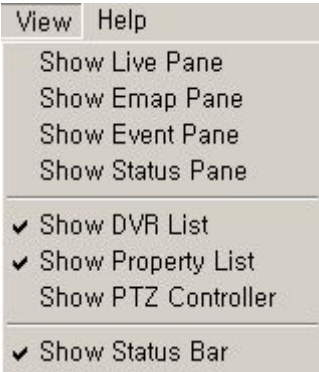 View Help
Show Live Pane
Show Emap Pane
Show Event Pane
Show Status Pane
Show DVR List
Show Property List
Show PTZ Controller
Show Status Bar